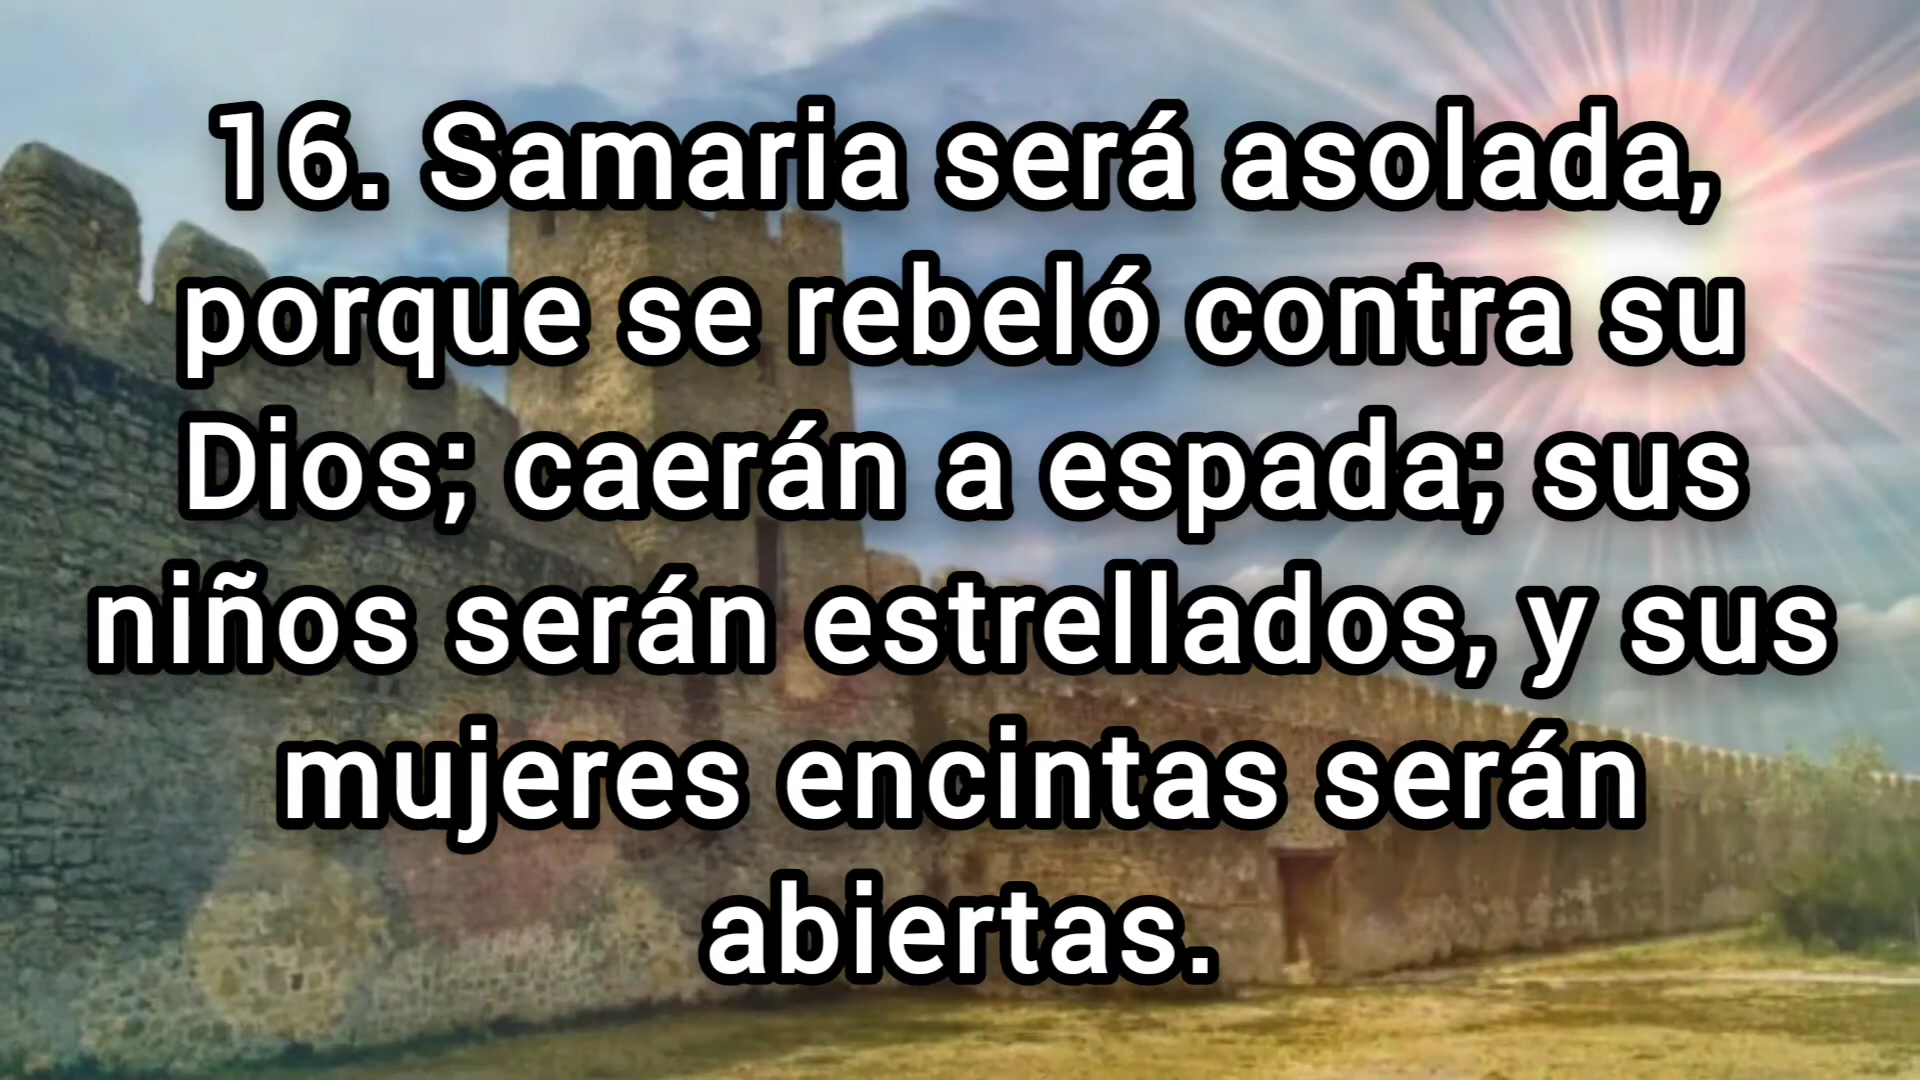 16. Samaria será asolada,
porque se rebeló contra su
Dios; caerán a espada; sus
niños serán estrellados, y sus
mujeres encintas serán
abiertas.